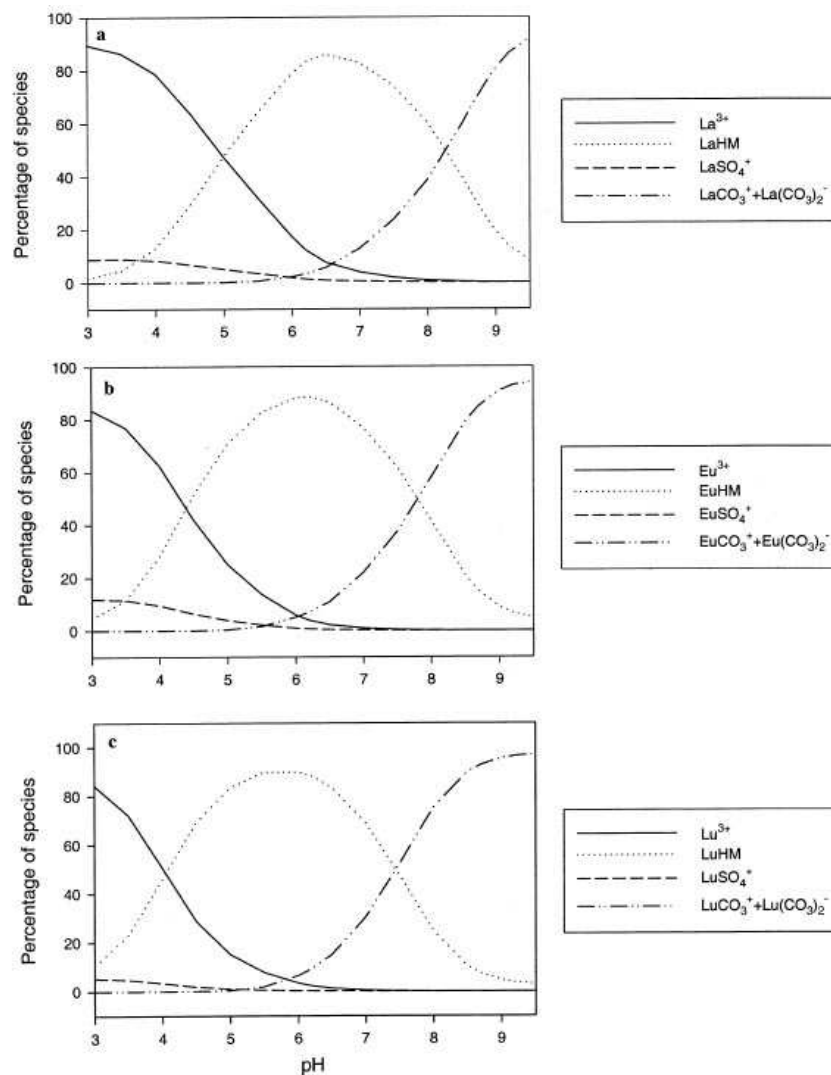 a
Percentage of species
100
80
60
40
20
0
3 4 5 6 7 8 9
La³⁺
LaHM
LaSO₄⁺
LaCO₃⁺+La(CO₃)₂⁻
b
Percentage of species
100
80
60
40
20
0
3 4 5 6 7 8 9
Eu³⁺
EuHM
EuSO₄⁺
EuCO₃⁺+Eu(CO₃)₂⁻
c
Percentage of species
100
80
60
40
20
0
3 4 5 6 7 8 9
pH
Lu³⁺
LuHM
LuSO₄⁺
LuCO₃⁺+Lu(CO₃)₂⁻